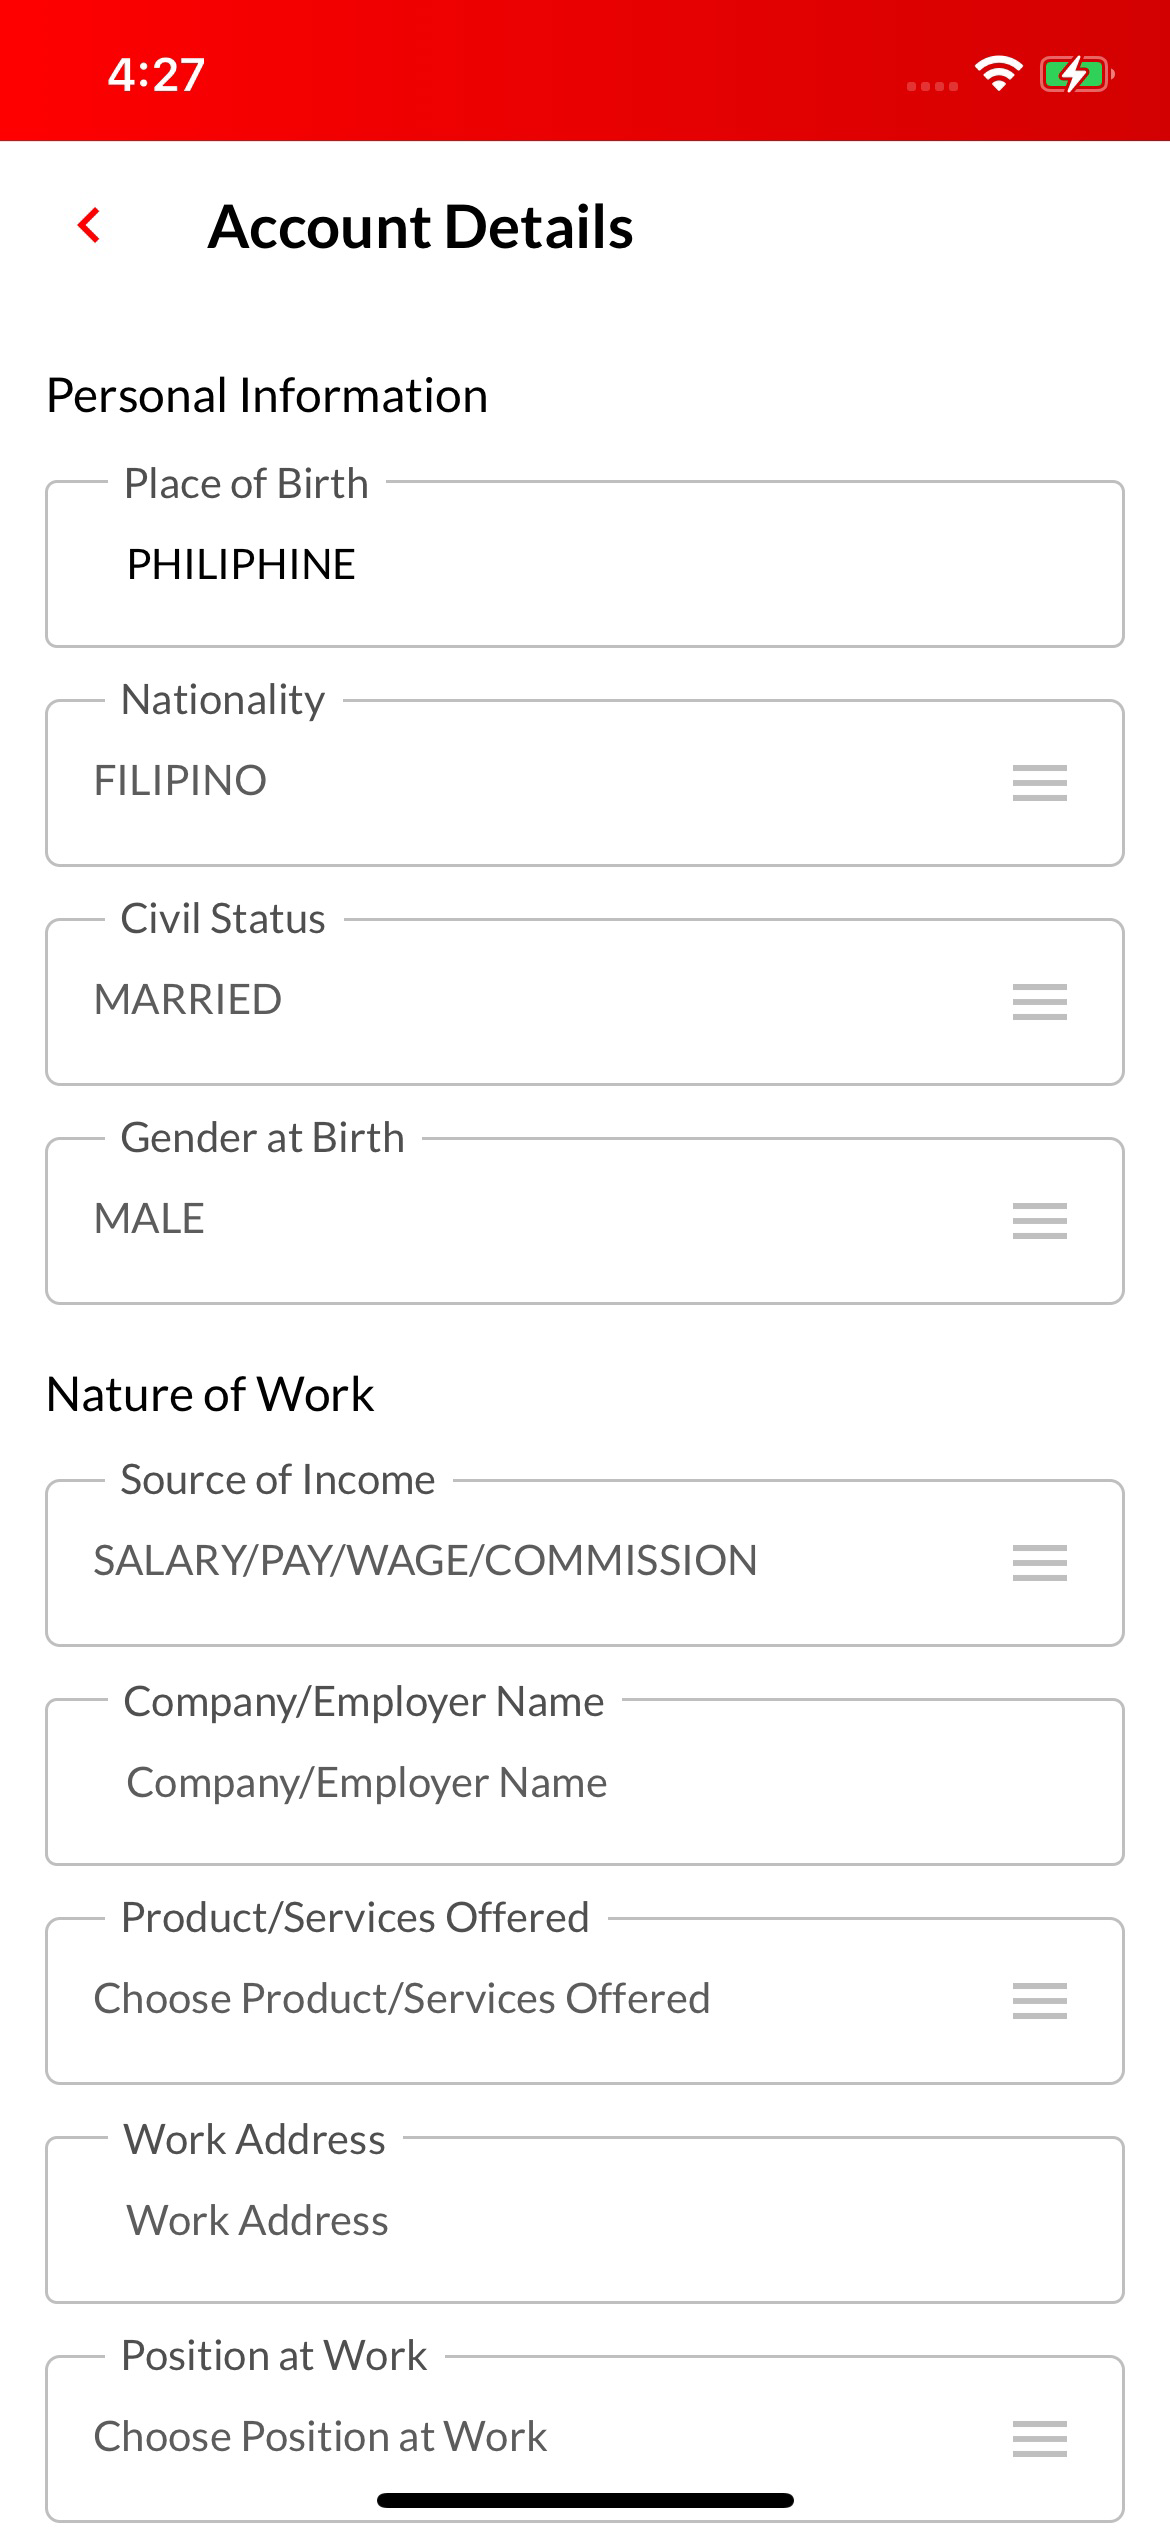 4:27
Account Details
Personal Information
Place of Birth
PHILIPHINE
Nationality
FILIPINO
Civil Status
MARRIED
Gender at Birth
MALE
Nature of Work
Source of Income
SALARY/PAY/WAGE/COMMISSION
Company/Employer Name
Company/Employer Name
Product/Services Offered
Choose Product/Services Offered
Work Address
Work Address
Position at Work
Choose Position at Work